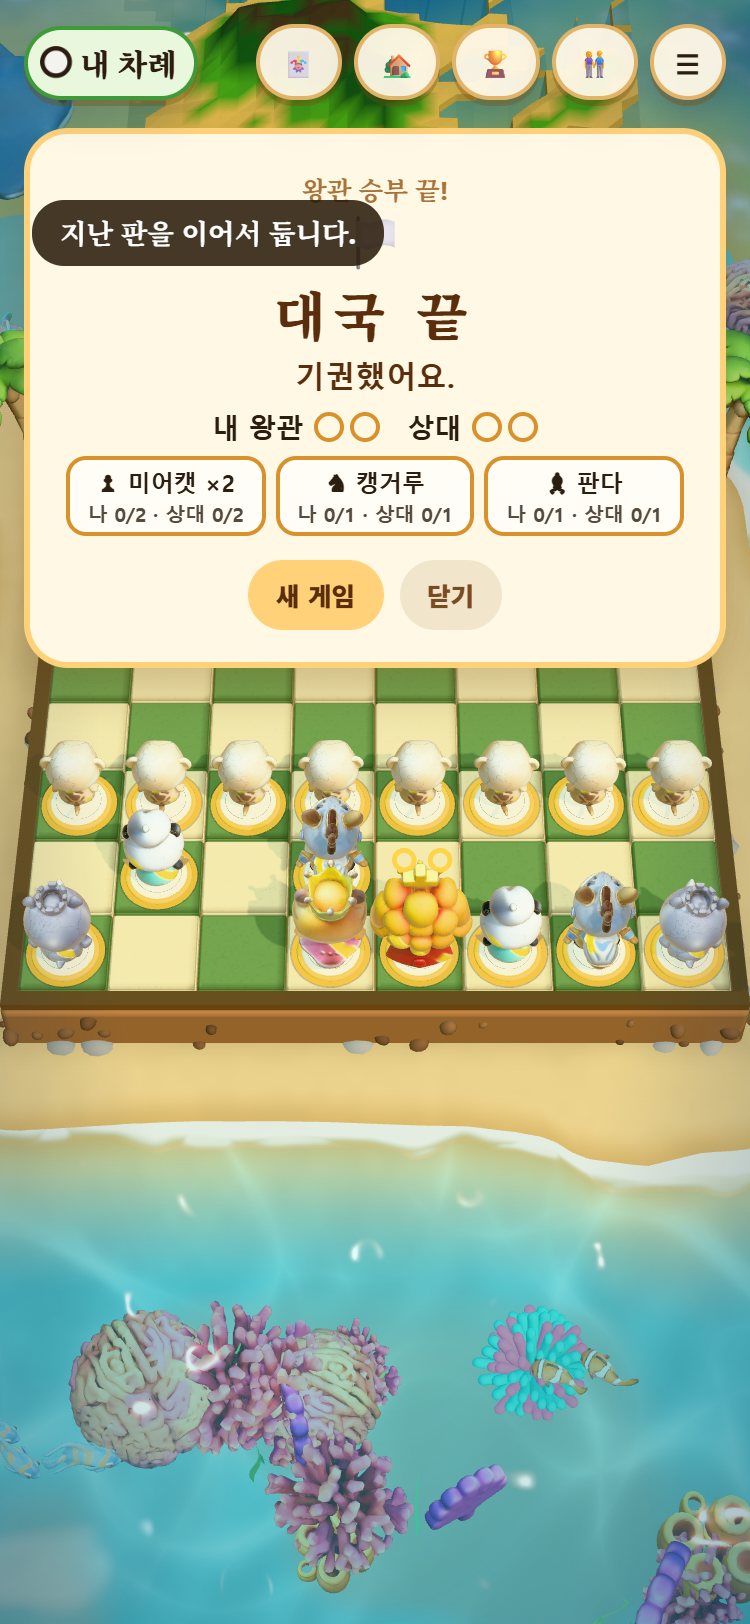 내 차례
왕관 승부 끝!
지난 판을 이어서 둡니다.
대국 끝
기권했어요.
내 왕관 상대
미어캣 ×2
나 0/2 · 상대 0/2
캥거루
나 0/1 · 상대 0/1
판다
나 0/1 · 상대 0/1
새 게임
닫기